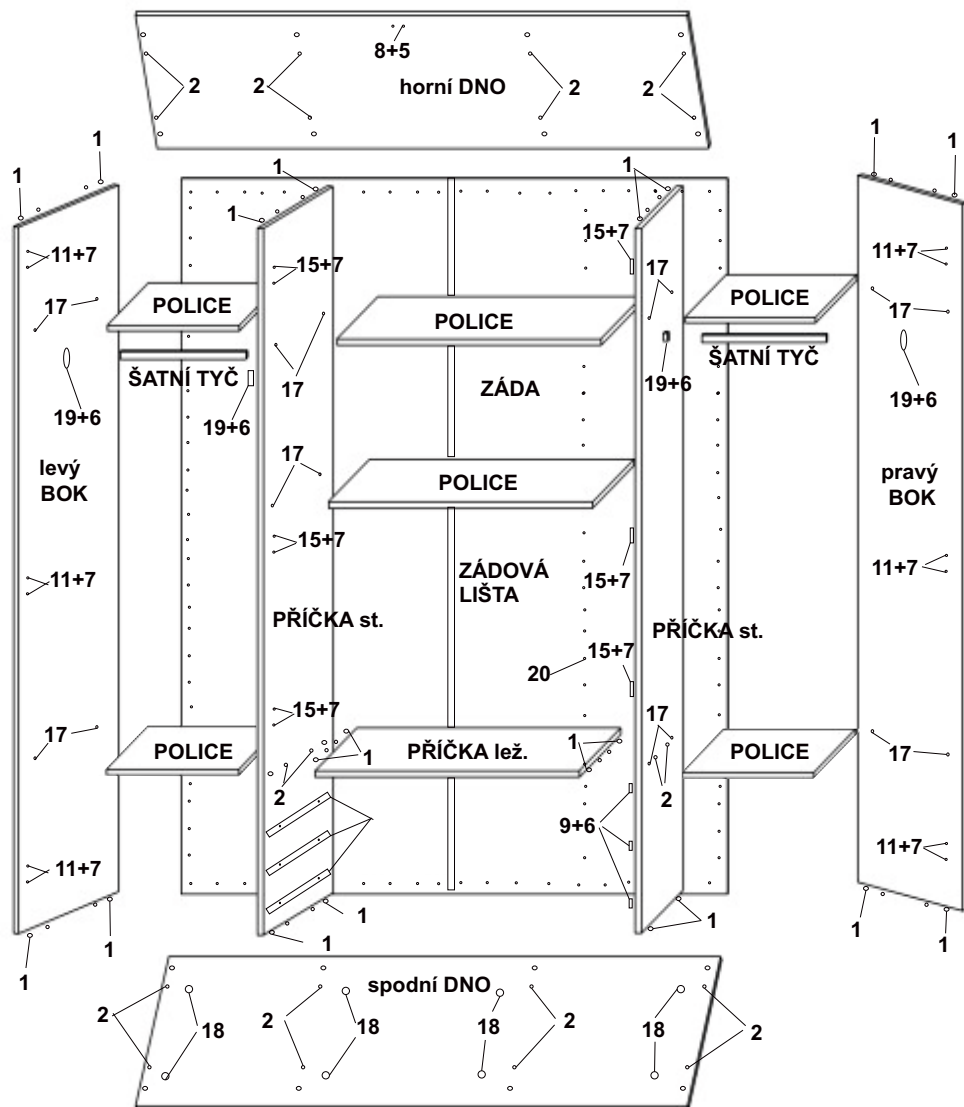 8+5
horní DNO
2
2
2
2
1
1
1
1
1
1
1
15+7
11+7
15+7
17
11+7
17
POLICE
POLICE
POLICE
17
ŠATNÍ TYČ
ŠATNÍ TYČ
17
ZÁDA
19+6
19+6
19+6
19+6
levý
BOK
17
POLICE
pravý
BOK
15+7
11+7
15+7
11+7
ZÁDOVÁ
LIŠTA
PŘÍČKA st.
PŘÍČKA st.
15+7
20
15+7
17
17
17
POLICE
PŘÍČKA lež.
POLICE
1
1
2
2
9+6
11+7
11+7
1
1
1
1
1
1
1
spodní DNO
2
18
2
18
18
2
18
2